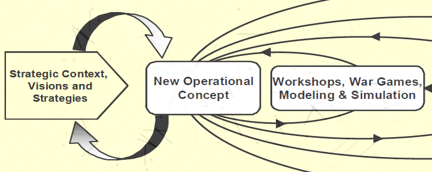 Strategic Context,
Visions and
Strategies
New Operational
Concept
Workshops, War Games,
Modeling & Simulation